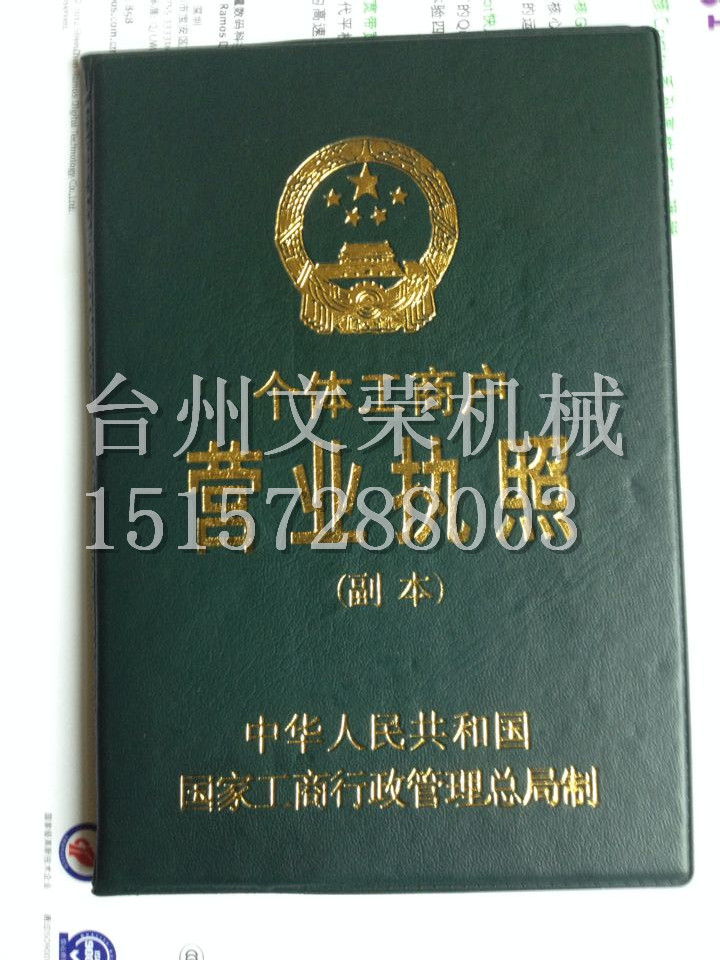 个体工商户
台州文荣机械
营业执照
15157288003
(副本)
中华人民共和国
国家工商行政管理总局制